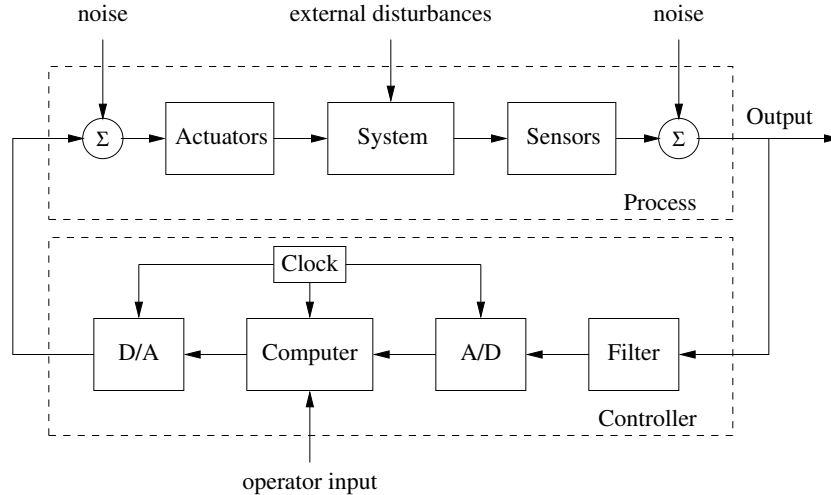 noise
external disturbances
noise
Σ
Actuators
System
Sensors
Σ
Output
Process
Clock
D/A
Computer
A/D
Filter
Controller
operator input